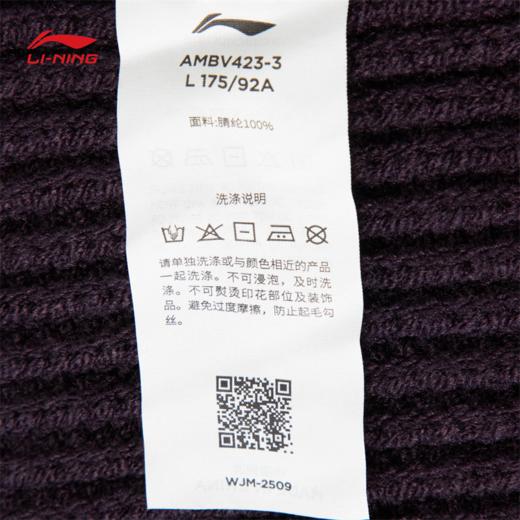 LI-NING
AMBV423-3
L 175/92A
面料:腈纶100%
洗涤说明
请单独洗涤或与颜色相近的产品
一起洗涤。不可浸泡，及时洗
涤。不可熨烫印花部位及装饰
品。避免过度摩擦，防止起毛勾
丝。
WJM-2509